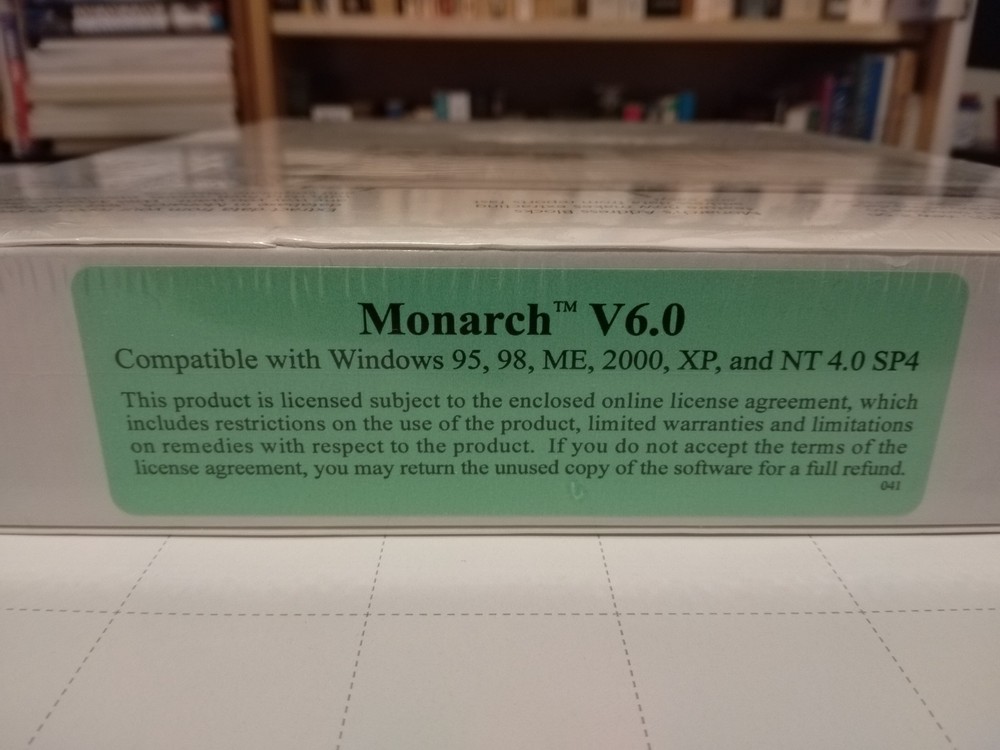 Monarch™ V6.0
Compatible with Windows 95, 98, ME, 2000, XP, and NT 4.0 SP4
This product is licensed subject to the enclosed online license agreement, which
includes restrictions on the use of the product, limited warranties and limitations
on remedies with respect to the product. If you do not accept the terms of the
license agreement, you may return the unused copy of the software for a full refund.
041